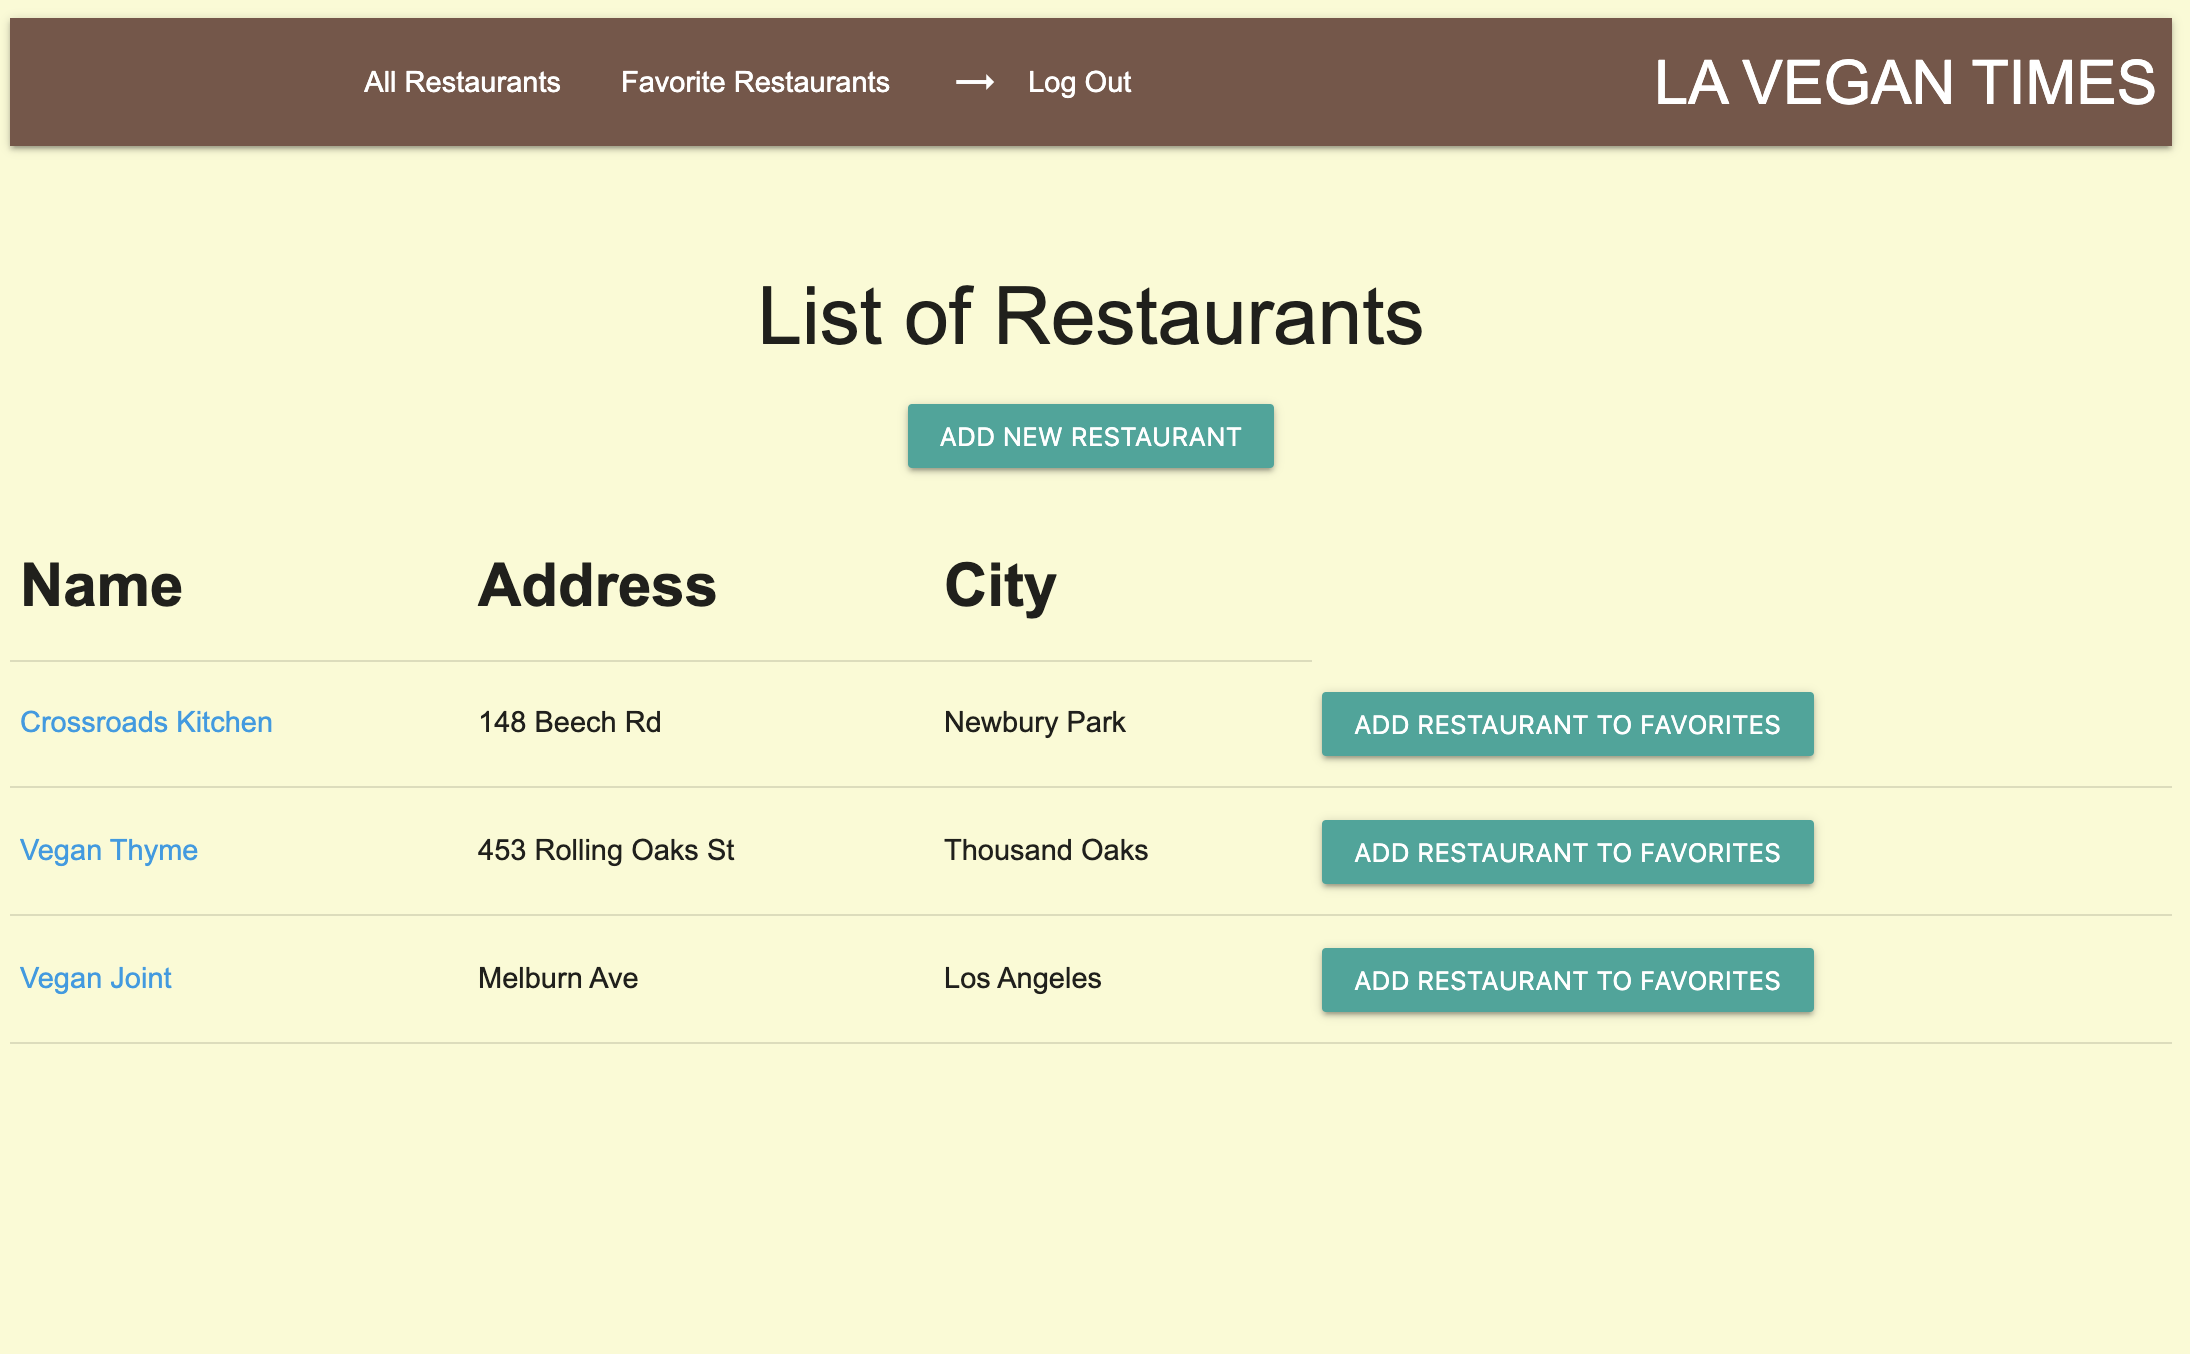 All Restaurants Favorite Restaurants → Log Out LA VEGAN TIMES
List of Restaurants
ADD NEW RESTAURANT
Name Address City
Crossroads Kitchen 148 Beech Rd Newbury Park ADD RESTAURANT TO FAVORITES
Vegan Thyme 453 Rolling Oaks St Thousand Oaks ADD RESTAURANT TO FAVORITES
Vegan Joint Melburn Ave Los Angeles ADD RESTAURANT TO FAVORITES